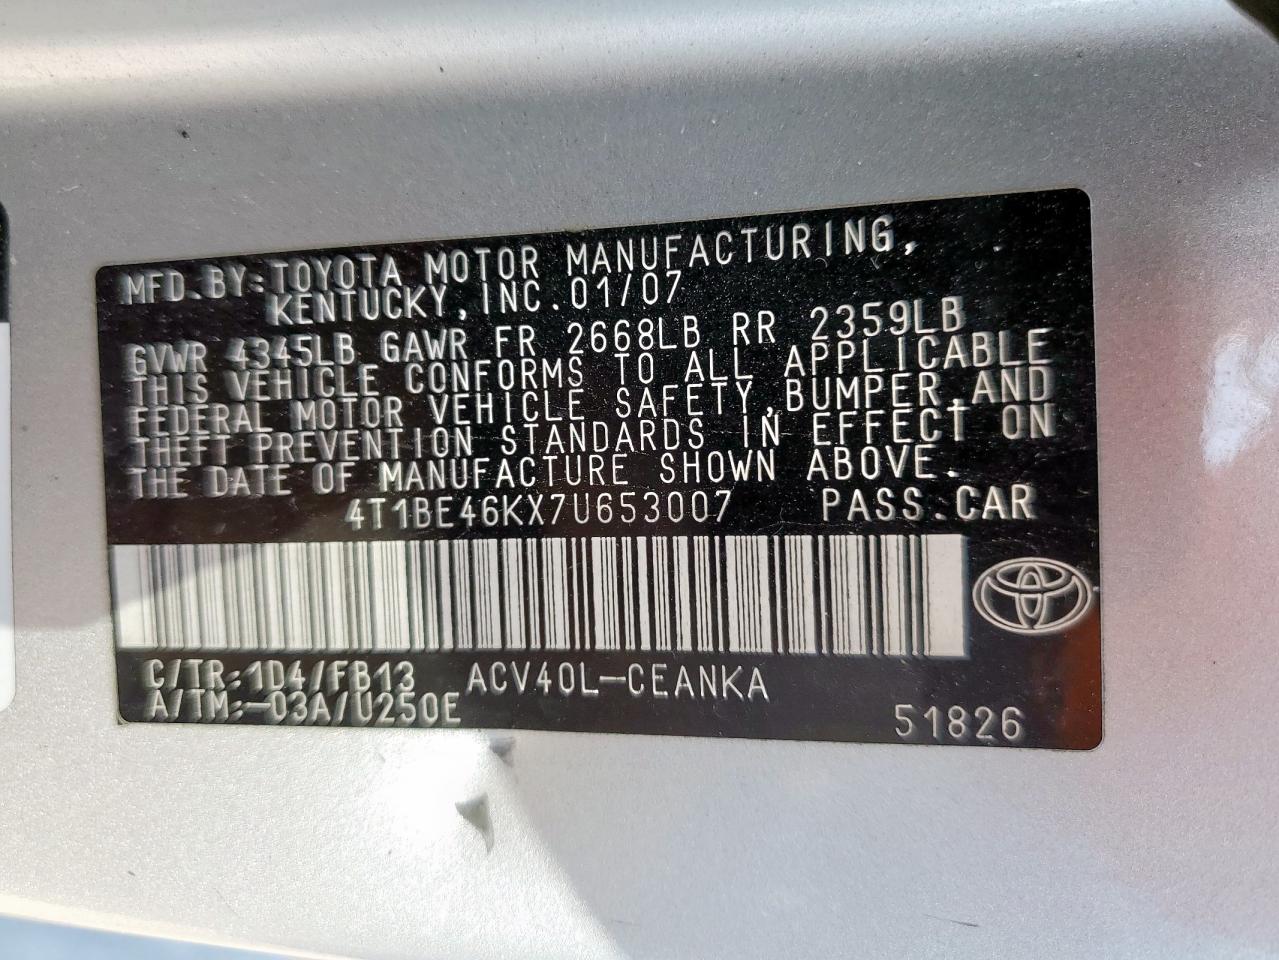 MFD. BY: TOYOTA MOTOR MANUFACTURING,
KENTUCKY, INC. 01/07
GVWR 4345LB GAWR FR 2668LB RR 2359LB
THIS VEHICLE CONFORMS TO ALL APPLICABLE
FEDERAL MOTOR VEHICLE SAFETY, BUMPER, AND
THEFT PREVENTION STANDARDS IN EFFECT ON
THE DATE OF MANUFACTURE SHOWN ABOVE.
4T1BE46KX7U653007 PASS. CAR
C/TR: 1D4/FB13 ACV40L-CEANKA
A/TM: -03A/U250E
51826